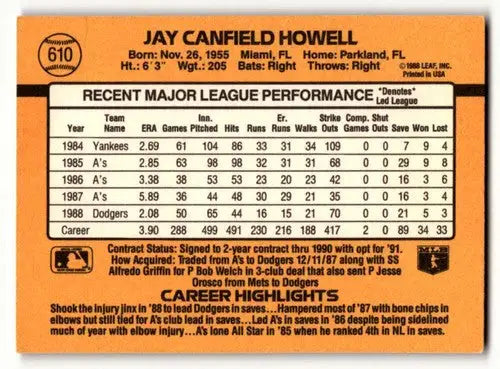 610
JAY CANFIELD HOWELL
Born: Nov. 26, 1955 Miami, FL Home: Parkland, FL
Ht: 6'3" Wgt: 205 Bats: Right Throws: Right
©1988 LEAF, INC.
Printed in USA
RECENT MAJOR LEAGUE PERFORMANCE *Denotes* Led League
Year Team Name ERA Games Inn. Pitched Hits Runs Er. Runs Walks Strike Outs Comp. Games Shut Outs Save Won Lost
1984 Yankees 2.69 61 104 86 33 31 34 109 0 0 7 9 4
1985 A's 2.85 63 98 98 32 31 31 68 0 0 29 9 8
1986 A's 3.38 38 53 53 23 20 23 42 0 0 16 3 6
1987 A's 5.89 36 44 48 30 29 21 35 0 0 16 3 4
1988 Dodgers 2.08 50 65 44 16 15 21 70 0 0 21 5 3
Career 3.90 288 499 491 230 216 188 417 2 0 89 34 33
Contract Status: Signed to 2-year contract thru 1990 with opt for '91.
How Acquired: Traded from A's to Dodgers 12/11/87 along with SS
Alfredo Griffin for P Bob Welch in 3-club deal that also sent P Jesse
Orosco from Mets to Dodgers
CAREER HIGHLIGHTS
Shook the injury jinx in '88 to lead Dodgers in saves...Hampered most of '87 with bone chips in
elbows but still tied for A's club lead in saves...Led A's in saves in '86 despite being sidelined
much of year with elbow injury...A's lone All Star in '85 when he ranked 4th in NL in saves.